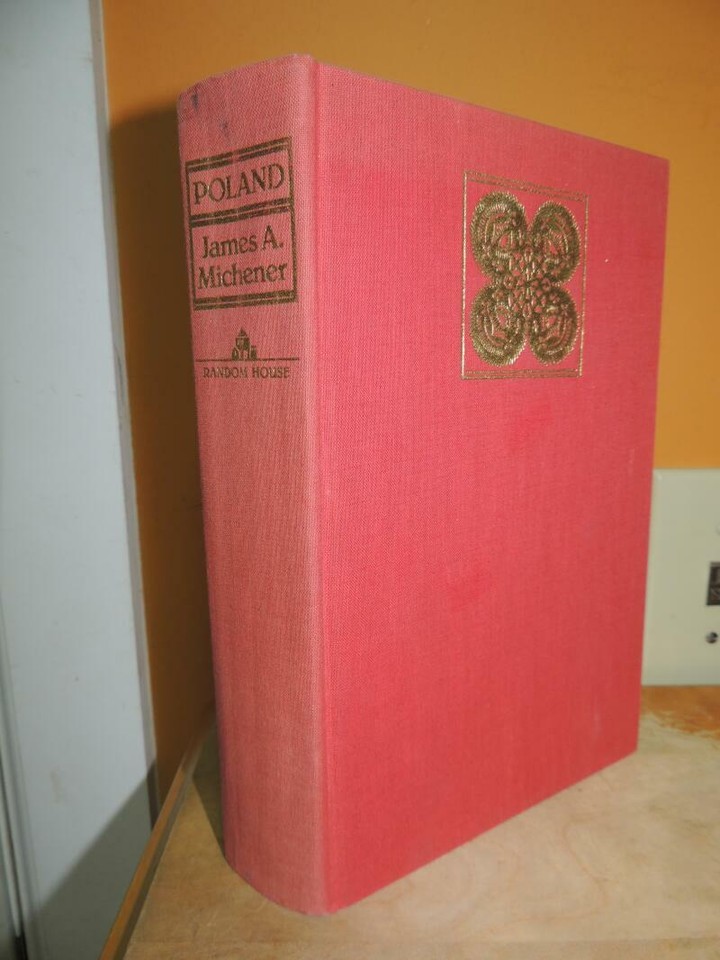 POLAND
James A.
Michener
RANDOM HOUSE